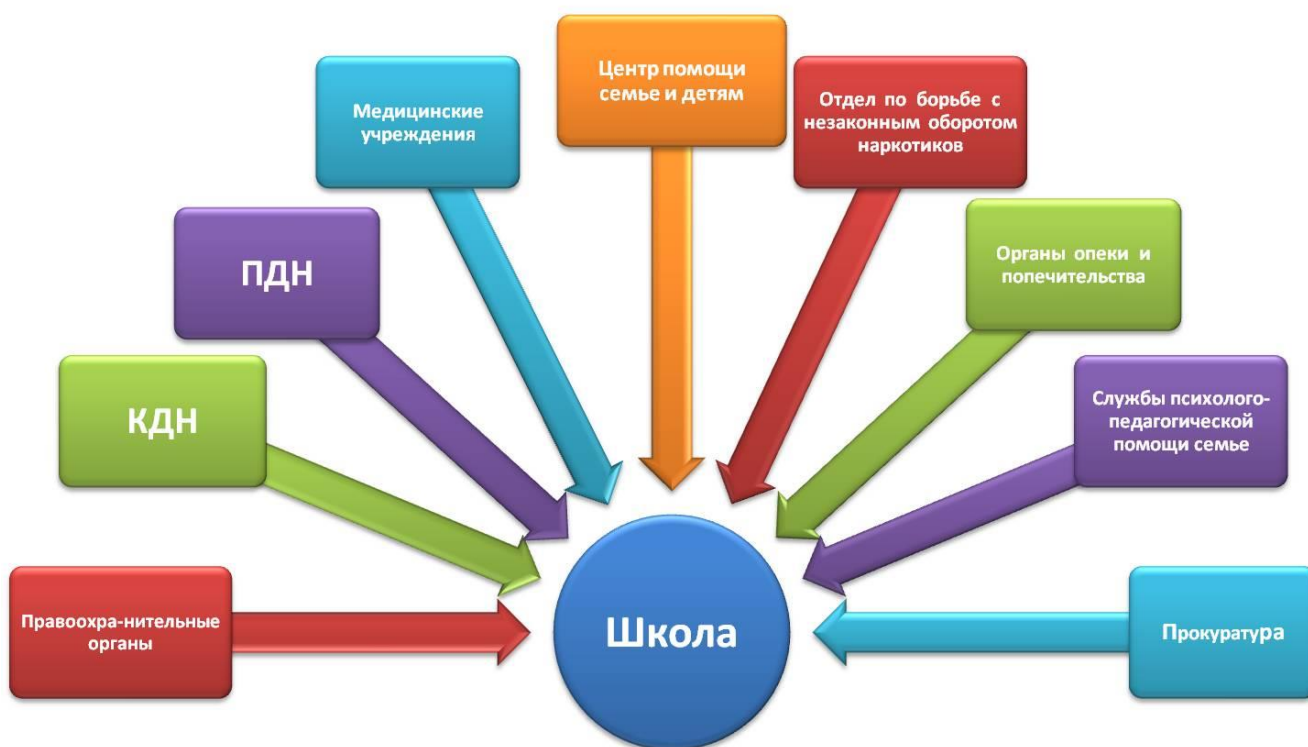 Центр помощи
семье и детям
Медицинские
учреждения
Отдел по борьбе с
незаконным оборотом
наркотиков
ПДН
Органы опеки и
попечительства
КДН
Службы психолого-
педагогической
помощи семье
Правоохра-нительные
органы
Школа
Прокуратура